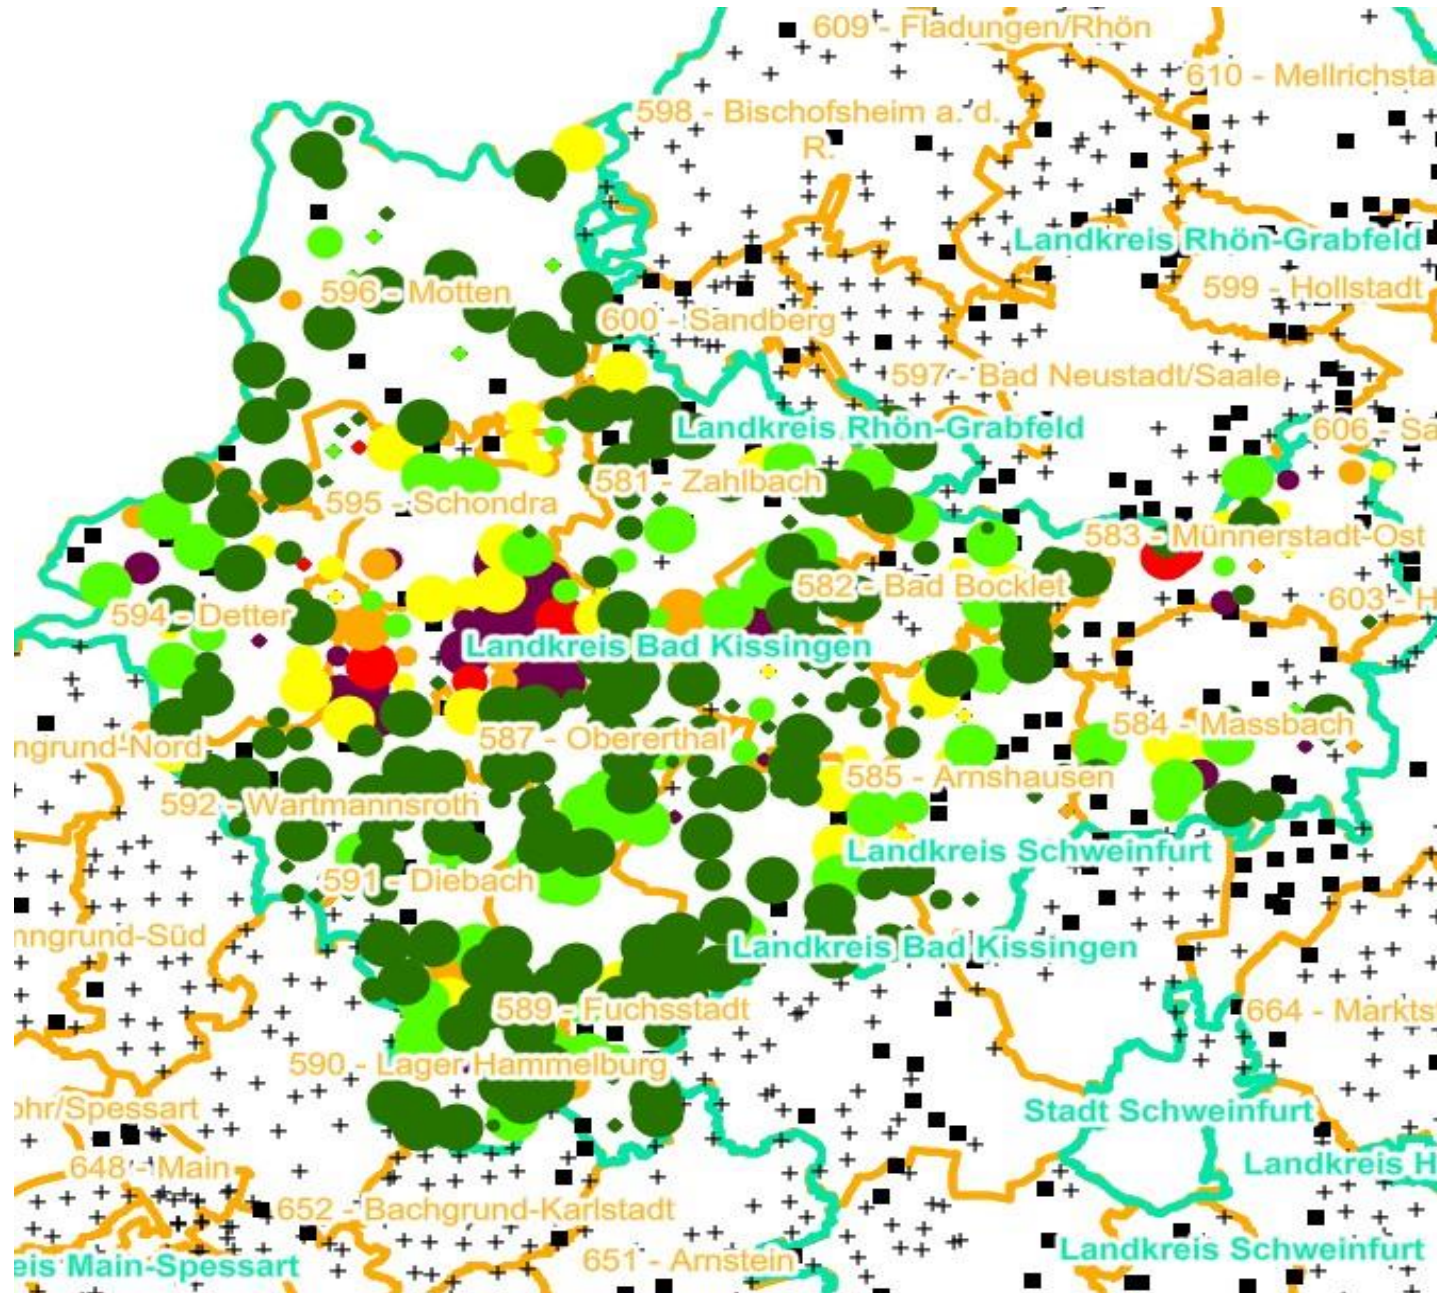 609 - Fladungen/Rhön
610 - Mellrichsta
598 - Bischofsheim a. d.
R.
Landkreis Rhön-Grabfeld
599 - Hollstadt
596 - Motten
600 - Sandberg
597 - Bad Neustadt/Saale
Landkreis Rhön-Grabfeld
606 - Sa
581 - Zahlbach
595 - Schondra
583 - Münnerstadt-Ost
582 - Bad Bocklet
603 - H
594 - Detter
Landkreis Bad Kissingen
584 - Massbach
587 - Obererthal
ngrund-Nord
585 - Arnshausen
592 - Wartmannsroth
Landkreis Schweinfurt
591 - Diebach
nngrund-Süd
Landkreis Bad Kissingen
589 - Fuchsstadt
664 - Markts
590 - Lager Hammelburg
ohr/Spessart
Stadt Schweinfurt
648 - Main
Landkreis H
652 - Bachgrund-Karlstadt
Landkreis Schweinfurt
651 - Arnstein
eis Main-Spessart